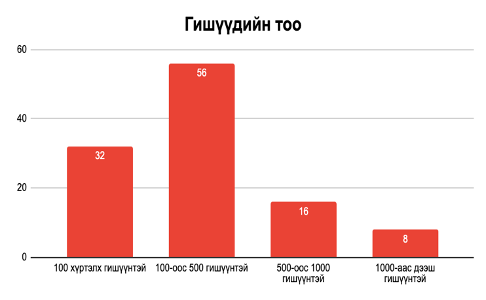 Гишүүдийн тоо
60
40
20
0
32
56
16
8
100 хүртэлх гишүүнтэй
100-оос 500 гишүүнтэй
500-оос 1000
гишүүнтэй
1000-аас дээш
гишүүнтэй